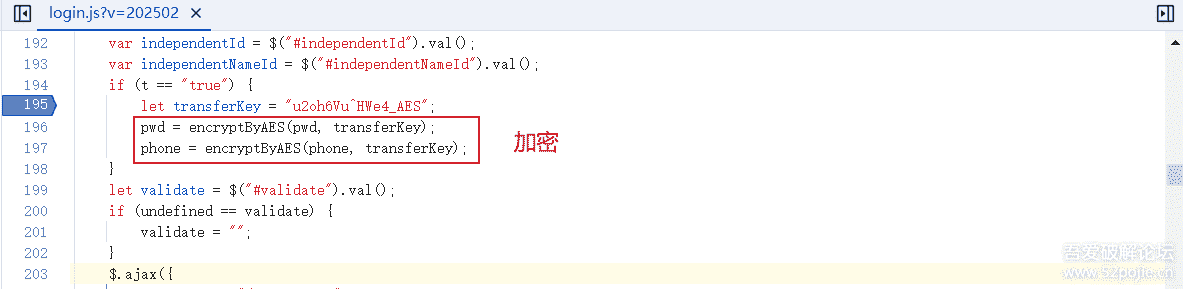 login.js?v=202502 ×
192 var independentId = $("#independentId").val();
193 var independentNameId = $("#independentNameId").val();
194 if (t == "true") {
195 let transferKey = "u2oh6Vu^HWe4_AES";
196 pwd = encryptByAES(pwd, transferKey);
197 phone = encryptByAES(phone, transferKey);
加密
198 }
199 let validate = $("#validate").val();
200 if (undefined == validate) {
201 validate = "";
202 }
203 $.ajax({
吾爱破解论坛
www.52pojie.cn